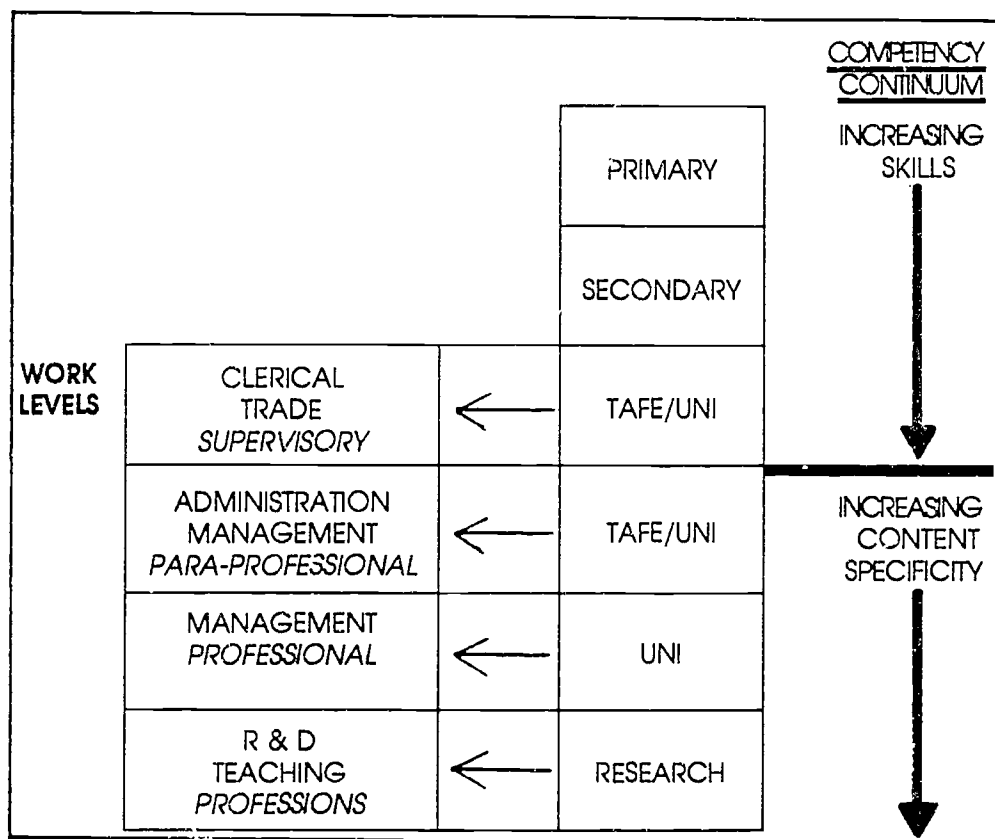 COMPETENCY
CONTINUUM
INCREASING
SKILLS
PRIMARY
SECONDARY
WORK
LEVELS
CLERICAL
TRADE
SUPERVISORY
TAFE/UNI
ADMINISTRATION
MANAGEMENT
PARA-PROFESSIONAL
TAFE/UNI
INCREASING
CONTENT
SPECIFICITY
MANAGEMENT
PROFESSIONAL
UNI
R & D
TEACHING
PROFESSIONS
RESEARCH